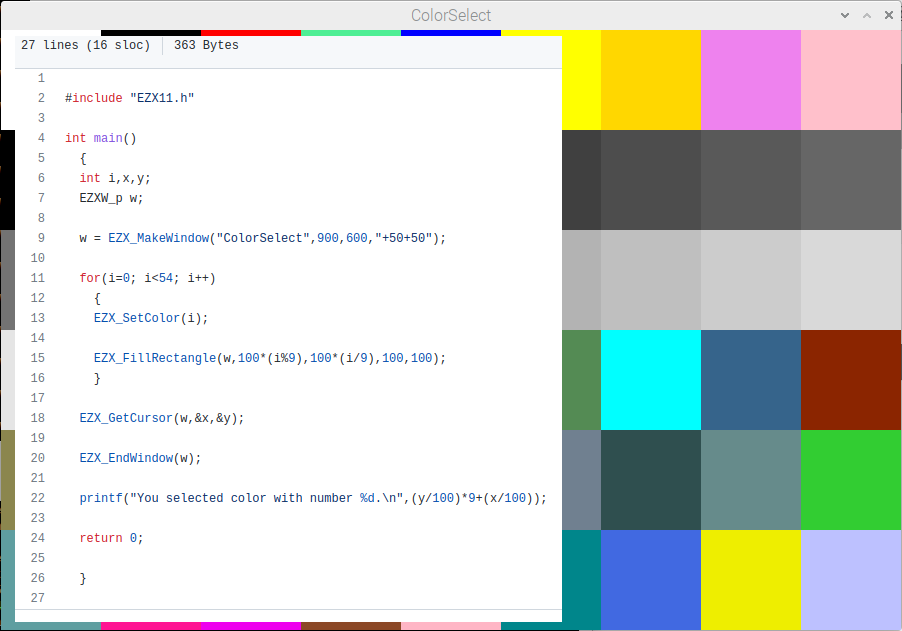 ColorSelect
27 lines (16 sloc) 363 Bytes
1
2 #include "EZX11.h"
3
4 int main()
5 {
6 int i,x,y;
7 EZXW_p w;
8
9 w = EZX_MakeWindow("ColorSelect",900,600,"+50+50");
10
11 for(i=0; i<54; i++)
12 {
13 EZX_SetColor(i);
14
15 EZX_FillRectangle(w,100*(i%9),100*(i/9),100,100);
16 }
17
18 EZX_GetCursor(w,&x,&y);
19
20 EZX_EndWindow(w);
21
22 printf("You selected color with number %d.\n",(y/100)*9+(x/100));
23
24 return 0;
25
26 }
27